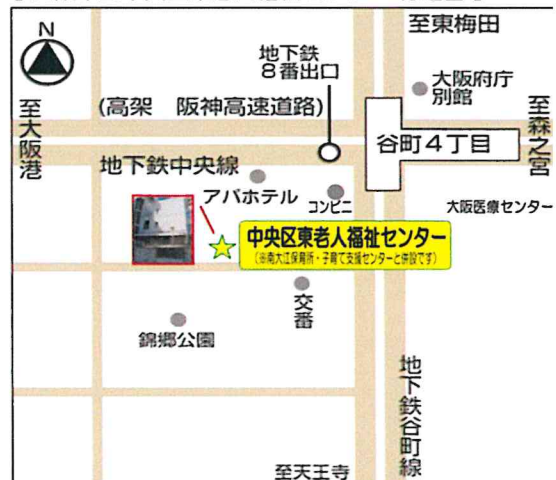 至東梅田
N
地下鉄
8番出口
大阪府庁
別館
至大阪港
(高架 阪神高速道路)
至森之宮
谷町4丁目
地下鉄中央線
アパホテル
コンビニ
大阪医療センター
中央区東老人福祉センター
(※南大江保育所・子育て支援センターと併設です)
交番
錦郷公園
地下鉄谷町線
至天王寺